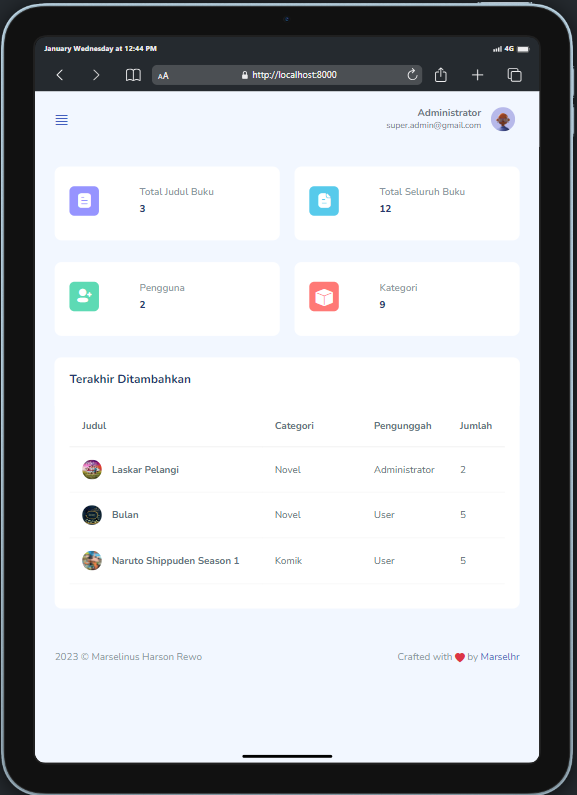 January Wednesday at 12:44 PM
4G
AA
http://localhost:8000
Administrator
super.admin@gmail.com
Total Judul Buku
3
Total Seluruh Buku
12
Pengguna
2
Kategori
9
Terakhir Ditambahkan
Judul Categori Pengunggah Jumlah
Laskar Pelangi Novel Administrator 2
Bulan Novel User 5
Naruto Shippuden Season 1 Komik User 5
2023 © Marselinus Harson Rewo
Crafted with ❤ by Marselhr